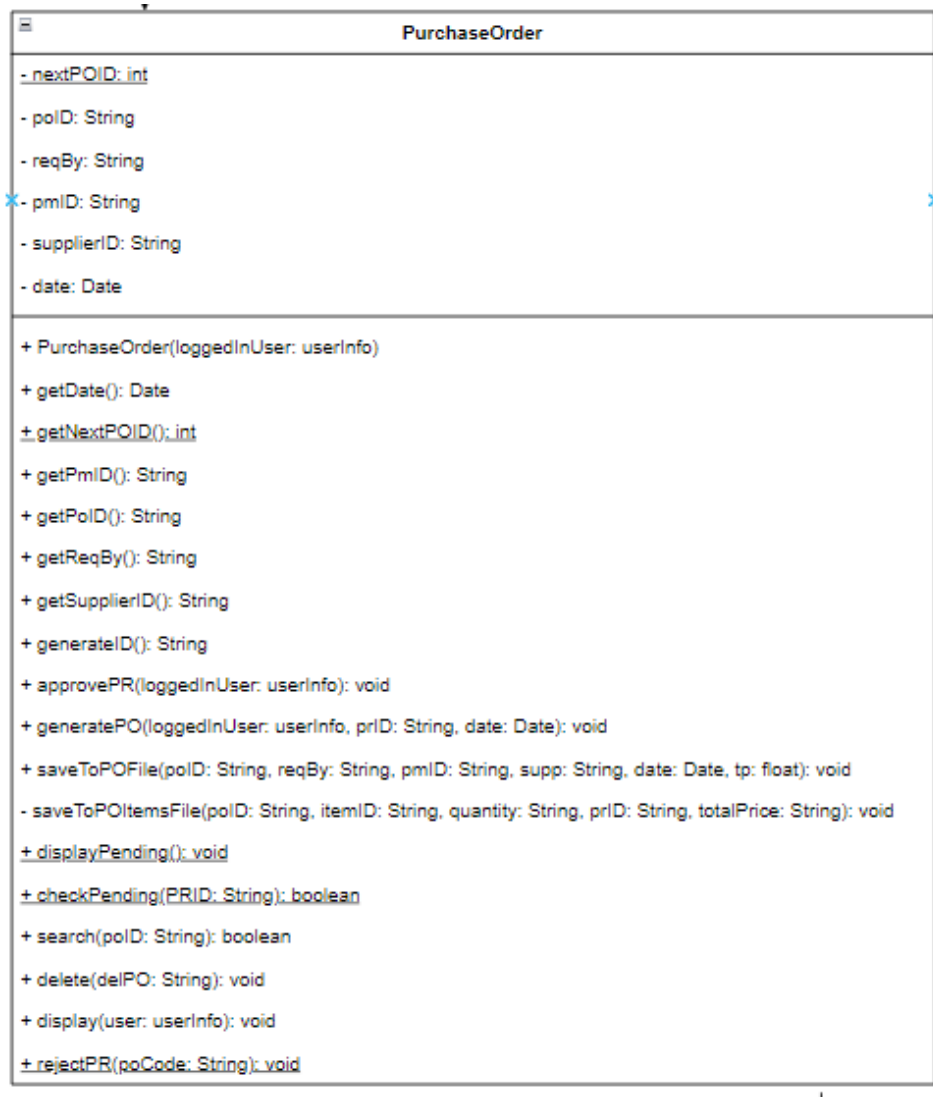 PurchaseOrder
- nextPOID: int
- poID: String
- reqBy: String
- pmID: String
- supplierID: String
- date: Date
+ PurchaseOrder(loggedInUser: userInfo)
+ getDate(): Date
+ getNextPOID(): int
+ getPmID(): String
+ getPoID(): String
+ getReqBy(): String
+ getSupplierID(): String
+ generateID(): String
+ approvePR(loggedInUser: userInfo): void
+ generatePO(loggedInUser: userInfo, prID: String, date: Date): void
+ saveToPOFile(poID: String, reqBy: String, pmID: String, supp: String, date: Date, tp: float): void
- saveToPOItemsFile(poID: String, itemID: String, quantity: String, prID: String, totalPrice: String): void
+ displayPending(): void
+ checkPending(PRID: String): boolean
+ search(poID: String): boolean
+ delete(delPO: String): void
+ display(user: userInfo): void
+ rejectPR(poCode: String): void